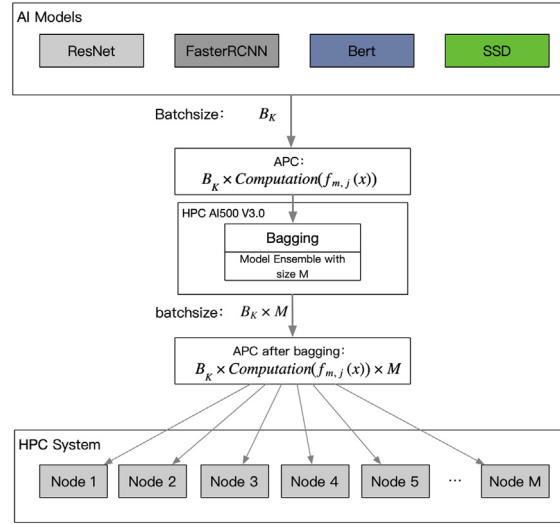 AI Models
ResNet
FasterRCNN
Bert
SSD
Batchsize: B_K
APC:
B_K × Computation(f_{m,j}(x))
HPC AI500 V3.0
Bagging
Model Ensemble with
size M
batchsize: B_K × M
APC after bagging:
B_K × Computation(f_{m,j}(x)) × M
HPC System
Node 1
Node 2
Node 3
Node 4
Node 5
...
Node M